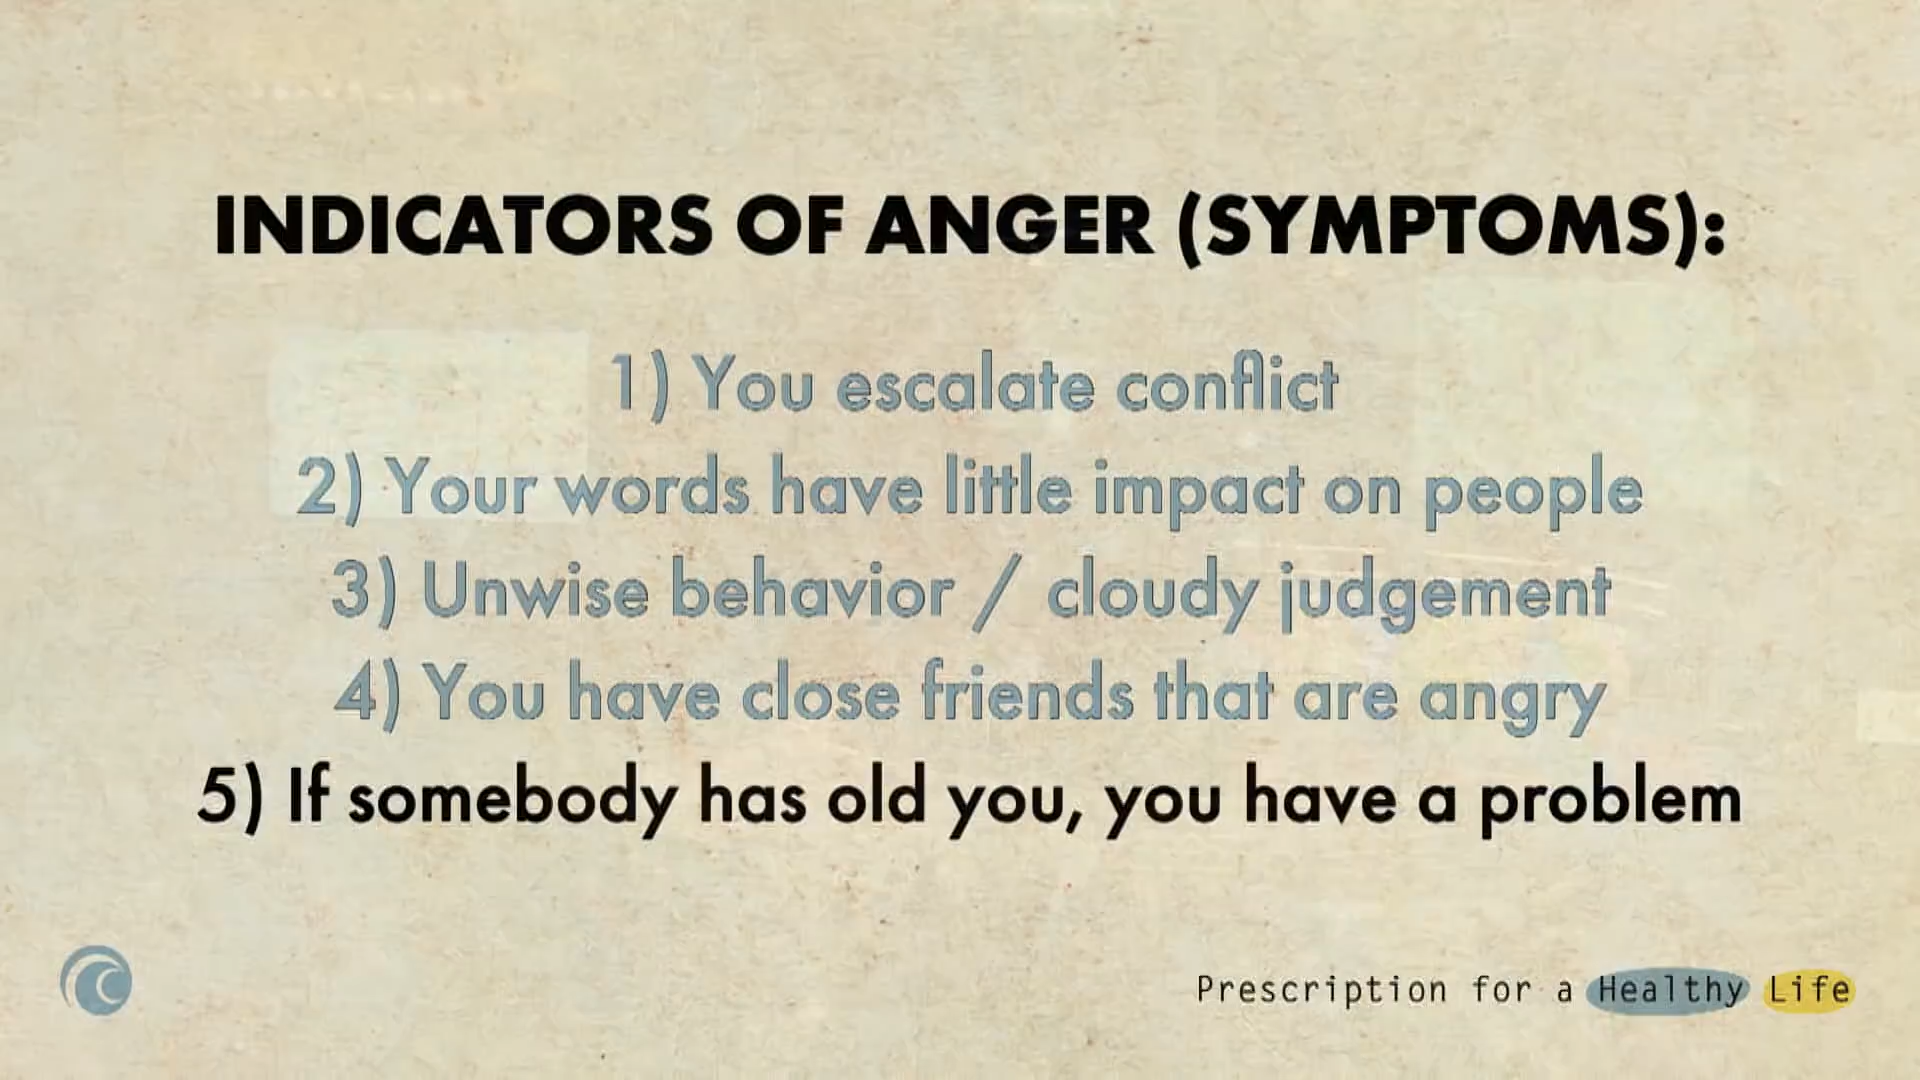 INDICATORS OF ANGER (SYMPTOMS):
1) You escalate conflict
2) Your words have little impact on people
3) Unwise behavior / cloudy judgement
4) You have close friends that are angry
5) If somebody has old you, you have a problem
Prescription for a Healthy Life